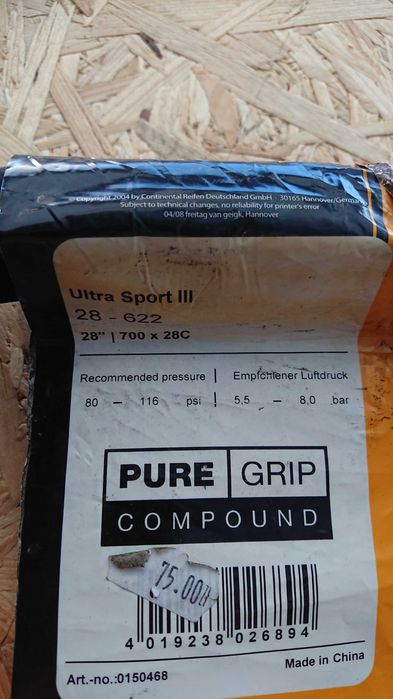 Copyright 2004 by Continental Reifen Deutschland GmbH · 30165 Hannover/Germany
Subject to technical changes, no reliability for printer's error
04/08 freitag van geigk, Hannover
Ultra Sport III
28 - 622
28" | 700 x 28C
Recommended pressure | Empfohlener Luftdruck
80 — 116 psi | 5,5 — 8,0 bar
PURE GRIP
COMPOUND
75.00zł
4 019238 026894
Made in China
Art.-no.:0150468